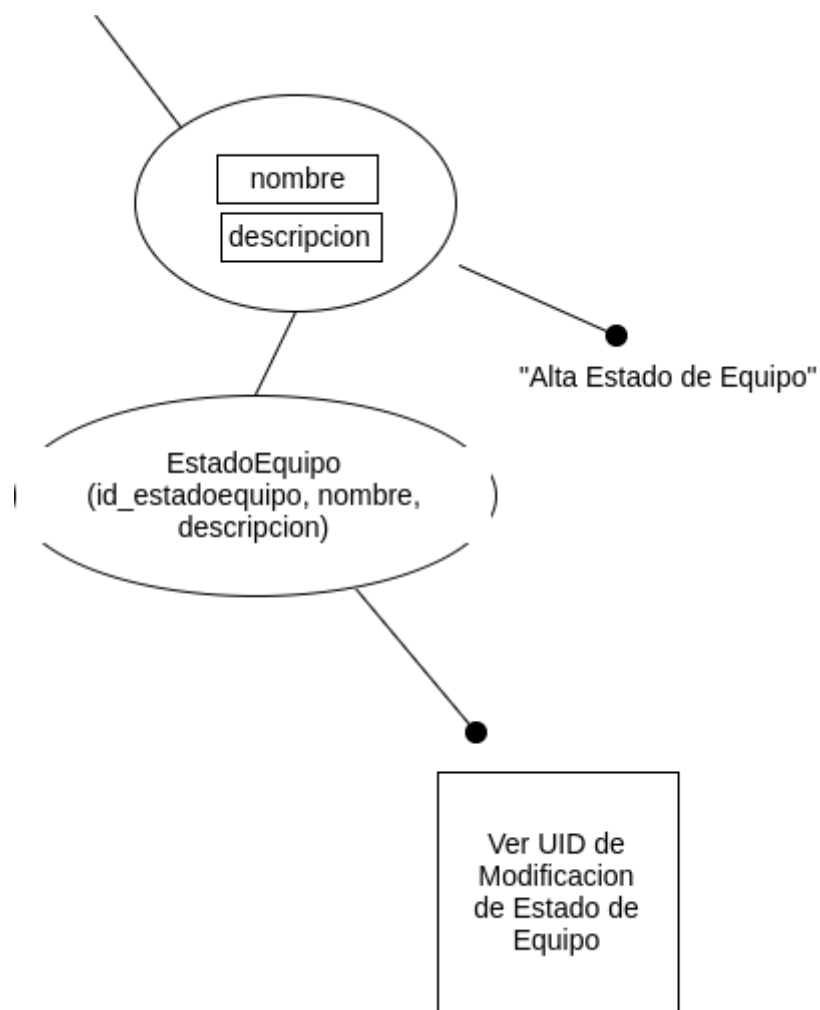 nombre
descripcion
"Alta Estado de Equipo"
EstadoEquipo
(id_estadoequipo, nombre,
descripcion)
Ver UID de
Modificacion
de Estado de
Equipo